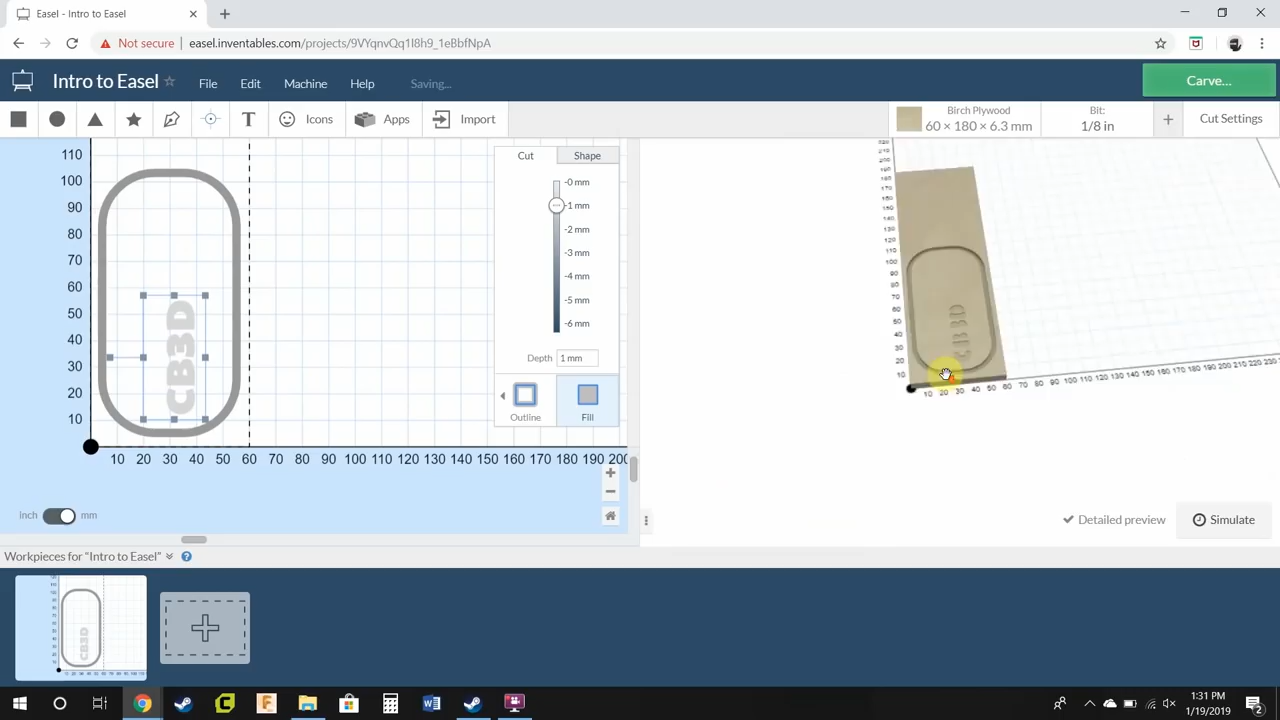 Easel - Intro to Easel
Not secure
easel.inventables.com/projects/9VYqnvQq1l8h9_1eBbfNpA
Intro to Easel
File
Edit
Machine
Help
Saving...
Carve...
Icons
Apps
Import
Birch Plywood
60 × 180 × 6.3 mm
Bit:
1/8 in
Cut Settings
Cut
Shape
-0 mm
-1 mm
-2 mm
-3 mm
-4 mm
-5 mm
-6 mm
Depth
1 mm
Outline
Fill
110
100
90
80
70
60
50
40
30
20
10
CB3D
10 20 30 40 50 60 70 80 90 100 110 120 130 140 150 160 170 180 190 200
inch
mm
CB3D
Detailed preview
Simulate
Workpieces for "Intro to Easel"
CB3D
1:31 PM
1/19/2019
2